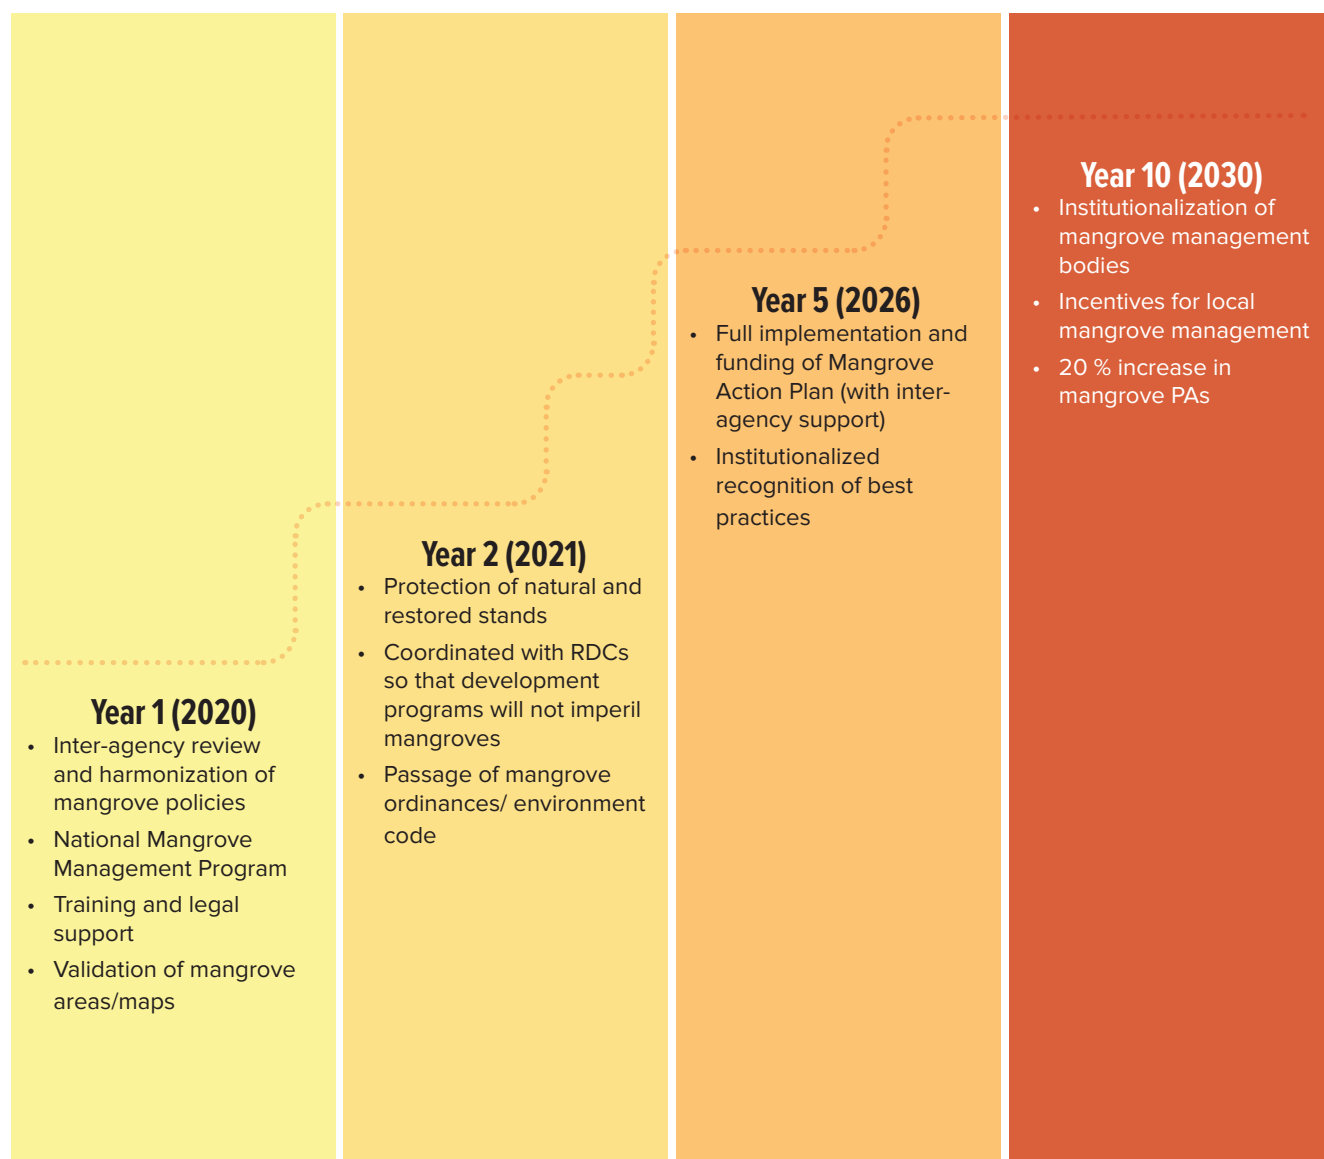 Year 1 (2020)
• Inter-agency review
and harmonization of
mangrove policies
• National Mangrove
Management Program
• Training and legal
support
• Validation of mangrove
areas/maps
Year 2 (2021)
• Protection of natural and
restored stands
• Coordinated with RDCs
so that development
programs will not imperil
mangroves
• Passage of mangrove
ordinances/ environment
code
Year 5 (2026)
• Full implementation and
funding of Mangrove
Action Plan (with inter-
agency support)
• Institutionalized
recognition of best
practices
Year 10 (2030)
• Institutionalization of
mangrove management
bodies
• Incentives for local
mangrove management
• 20 % increase in
mangrove PAs